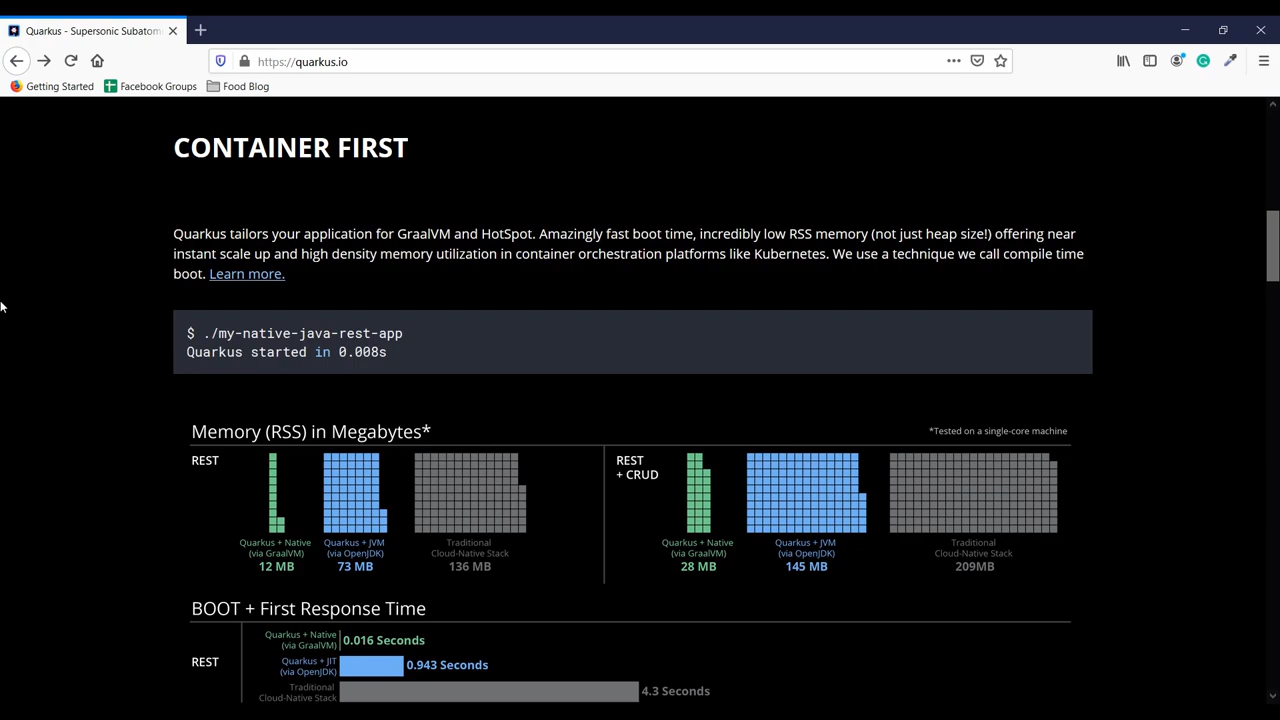 Quarkus - Supersonic Subatom
https://quarkus.io
Getting Started
Facebook Groups
Food Blog
CONTAINER FIRST
Quarkus tailors your application for GraalVM and HotSpot. Amazingly fast boot time, incredibly low RSS memory (not just heap size!) offering near
instant scale up and high density memory utilization in container orchestration platforms like Kubernetes. We use a technique we call compile time
boot. Learn more.
$ ./my-native-java-rest-app
Quarkus started in 0.008s
Memory (RSS) in Megabytes*
*Tested on a single-core machine
REST
Quarkus + Native
(via GraalVM)
12 MB
Quarkus + JVM
(via OpenJDK)
73 MB
Traditional
Cloud-Native Stack
136 MB
REST
+ CRUD
Quarkus + Native
(via GraalVM)
28 MB
Quarkus + JVM
(via OpenJDK)
145 MB
Traditional
Cloud-Native Stack
209MB
BOOT + First Response Time
REST
Quarkus + Native
(via GraalVM)
0.016 Seconds
Quarkus + JIT
(via OpenJDK)
0.943 Seconds
Traditional
Cloud-Native Stack
4.3 Seconds